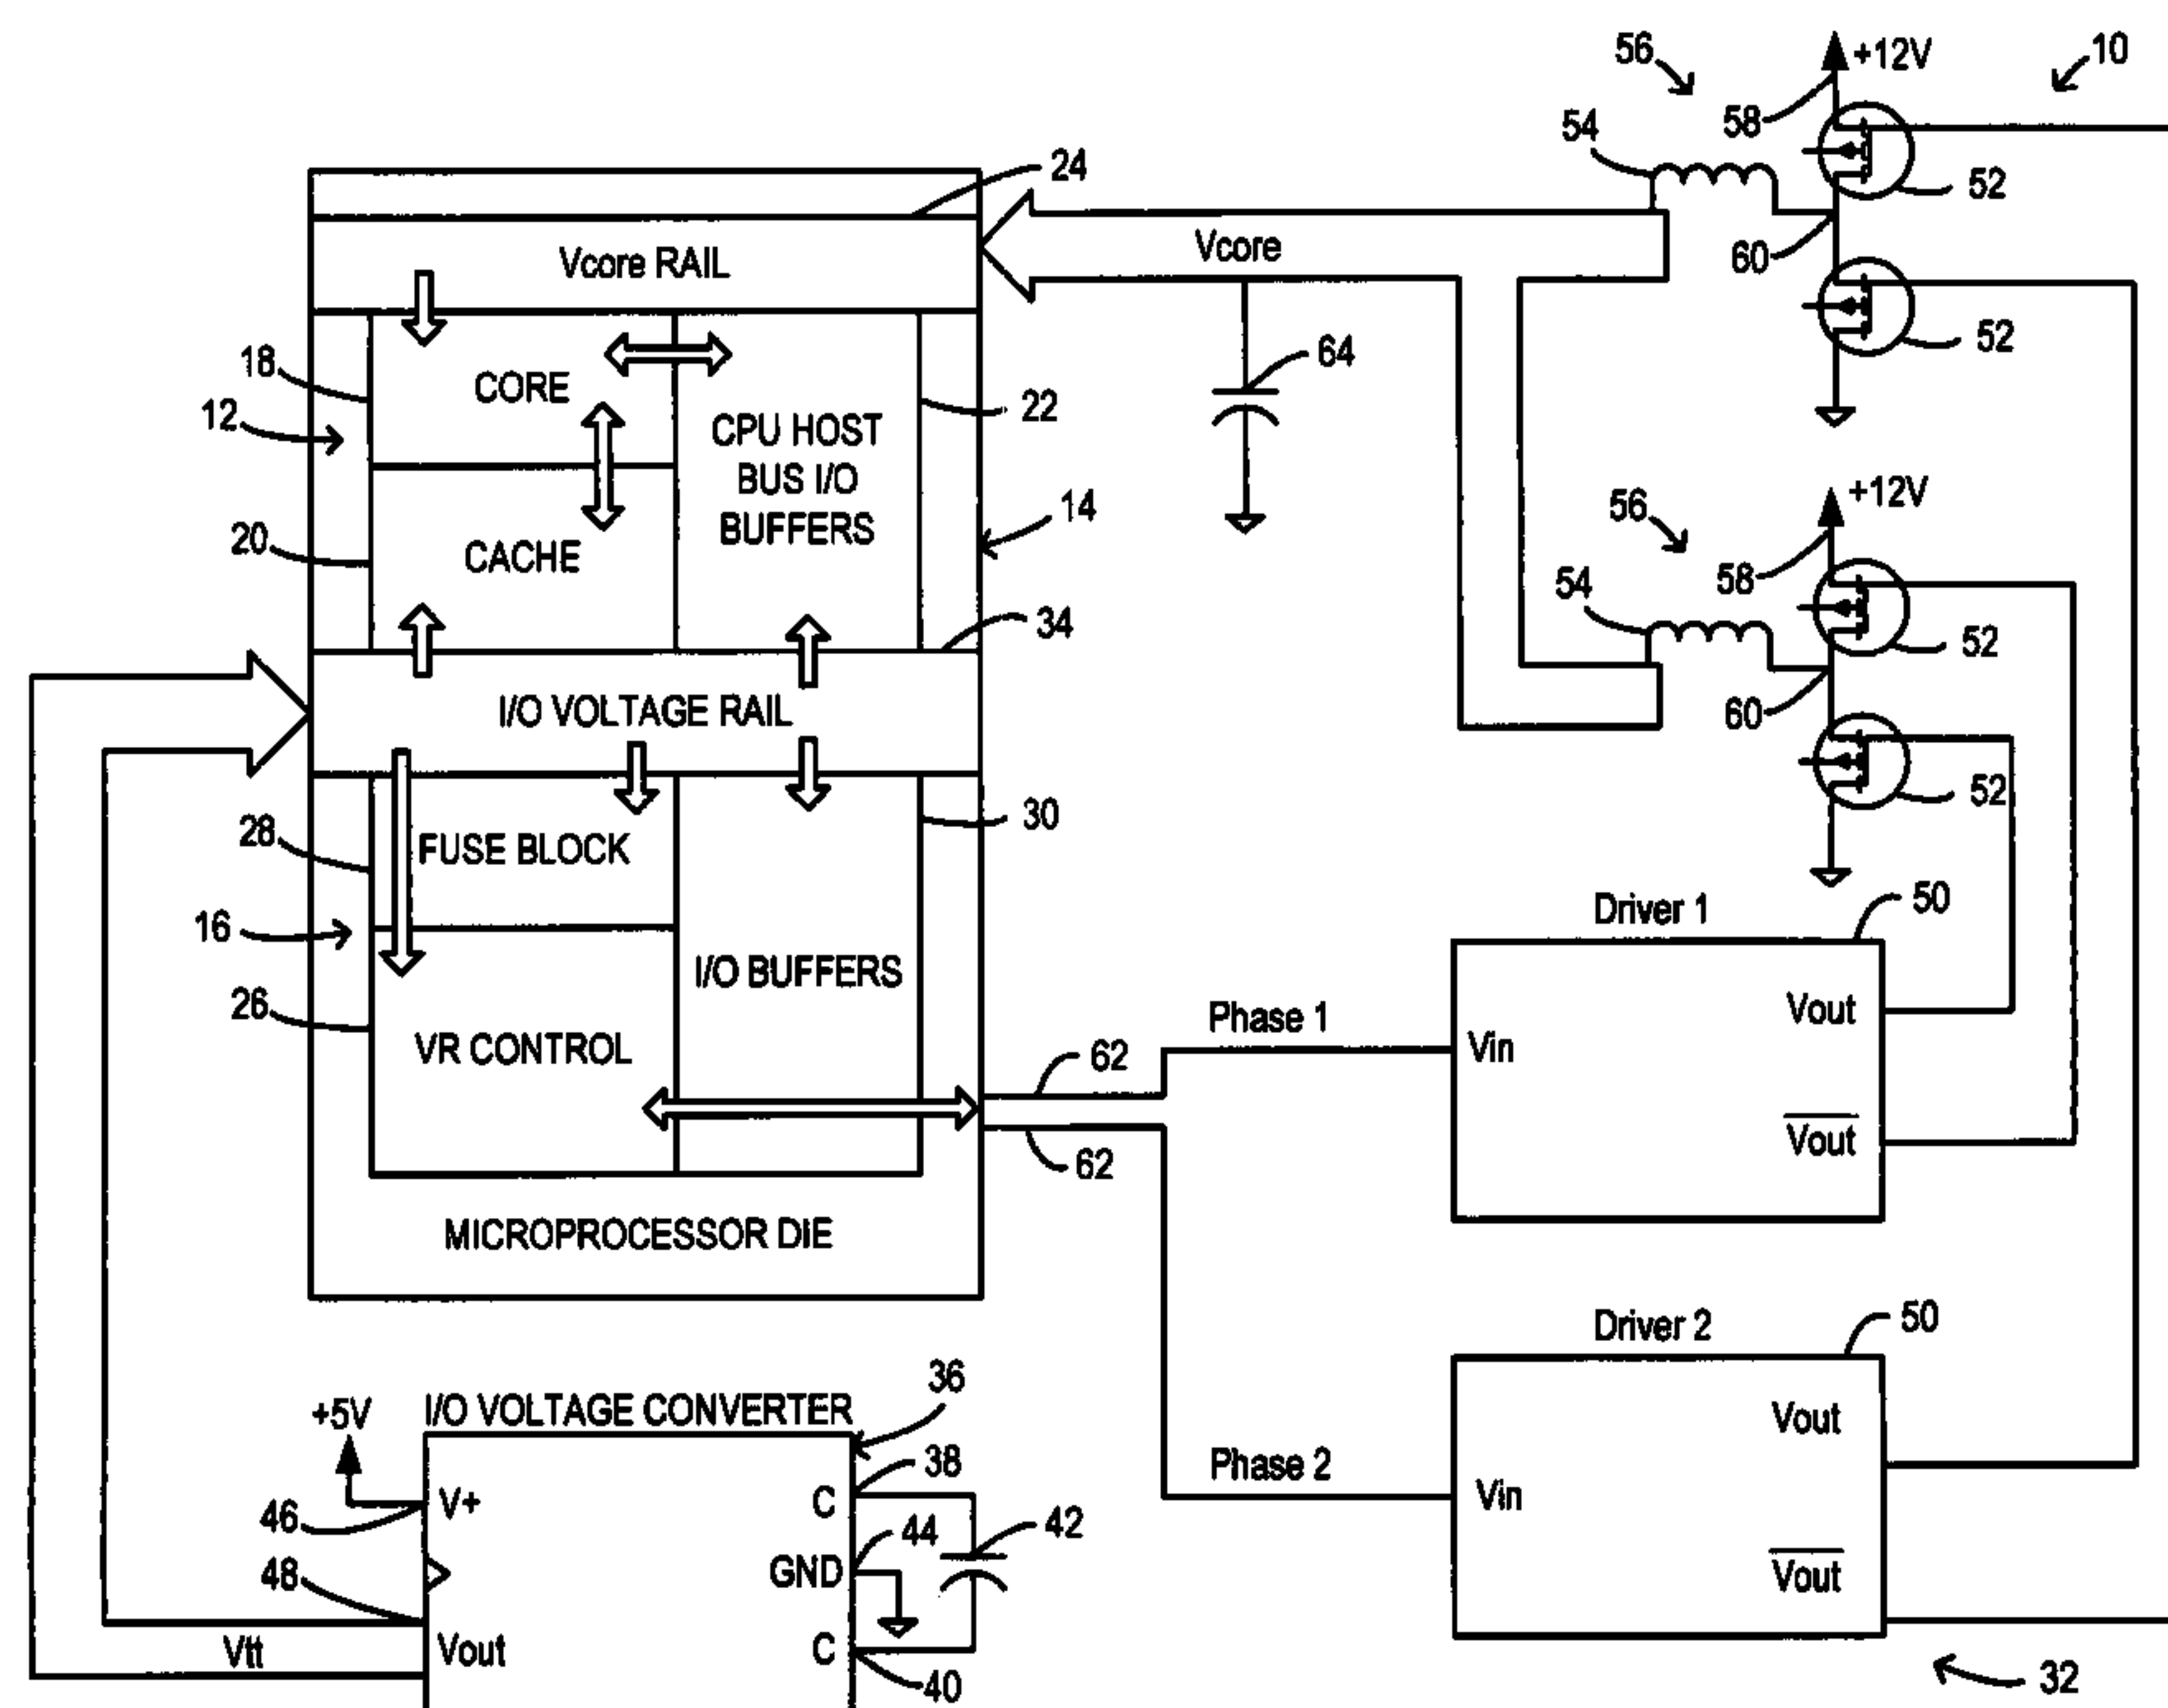 56
+12V
10
58
54
52
24
Vcore RAIL
Vcore
60
52
64
18
CORE
12
22
CPU HOST
BUS I/O
BUFFERS
+12V
56
14
20
CACHE
58
54
34
52
I/O VOLTAGE RAIL
60
52
30
28
FUSE BLOCK
Driver 1
50
16
I/O BUFFERS
26
VR CONTROL
Phase 1
Vout
Vin
62
Vout
62
MICROPROCESSOR DIE
Driver 2
50
36
+5V
I/O VOLTAGE CONVERTER
Vout
38
Phase 2
46
V+
C
Vin
44
42
48
GND
Vout
Vtt
Vout
C
40
32